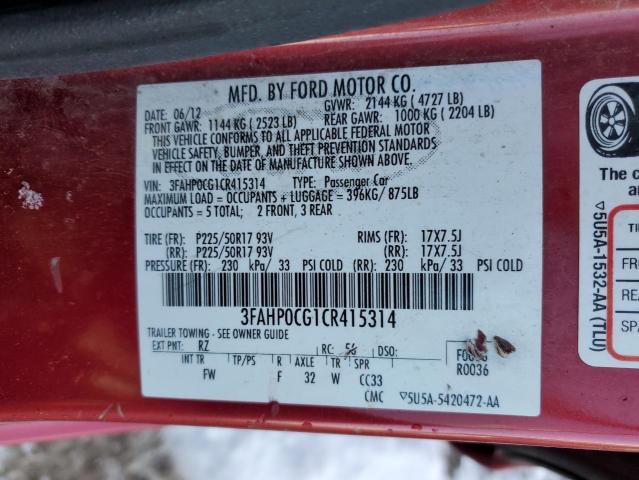 MFD. BY FORD MOTOR CO.
DATE: 06/12 GVWR: 2144 KG ( 4727 LB)
FRONT GAWR: 1144 KG ( 2523 LB) REAR GAWR: 1000 KG ( 2204 LB)
THIS VEHICLE CONFORMS TO ALL APPLICABLE FEDERAL MOTOR
VEHICLE SAFETY, BUMPER, AND THEFT PREVENTION STANDARDS
IN EFFECT ON THE DATE OF MANUFACTURE SHOWN ABOVE.
VIN: 3FAHP0CG1CR415314 TYPE: Passenger Car
MAXIMUM LOAD = OCCUPANTS + LUGGAGE = 396KG/ 875LB
OCCUPANTS = 5 TOTAL; 2 FRONT, 3 REAR
TIRE (FR): P225/50R17 93V RIMS (FR): 17X7.5J
(RR): P225/50R17 93V (RR): 17X7.5J
PRESSURE (FR): 230 kPa/ 33 PSI COLD (RR): 230 kPa/ 33 PSI COLD
3FAHP0CG1CR415314
TRAILER TOWING - SEE OWNER GUIDE
EXT PNT: RZ RC: 56 DSO:
R0036
INT TR TP/PS R AXLE TR SPR
FW F 32 W CC33
CMC ▽5U5A-5420472-AA
The c
and
▽5U5A-1532-AA (TLU)
FRO
REA
SPA